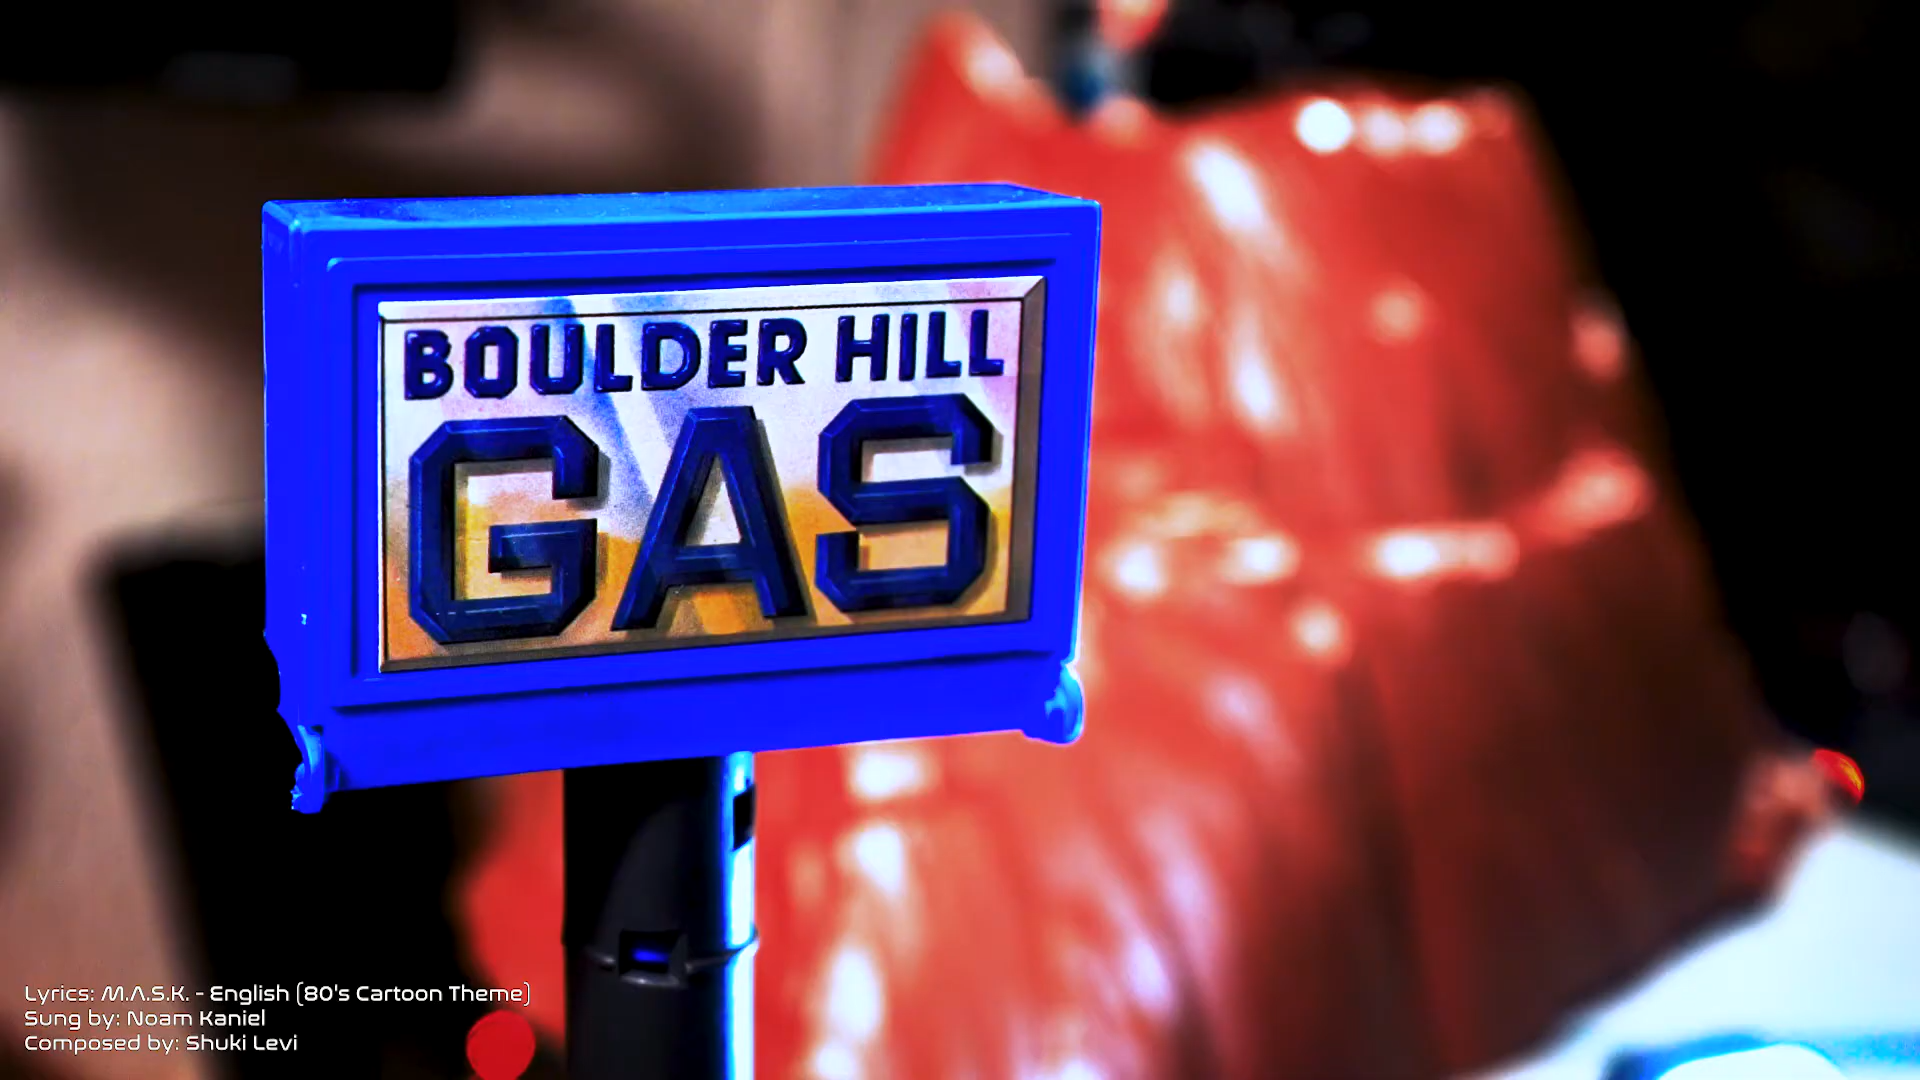 BOULDER HILL
GAS
Lyrics: M.A.S.K. - English (80's Cartoon Theme)
Sung by: Noam Kaniel
Composed by: Shuki Levi